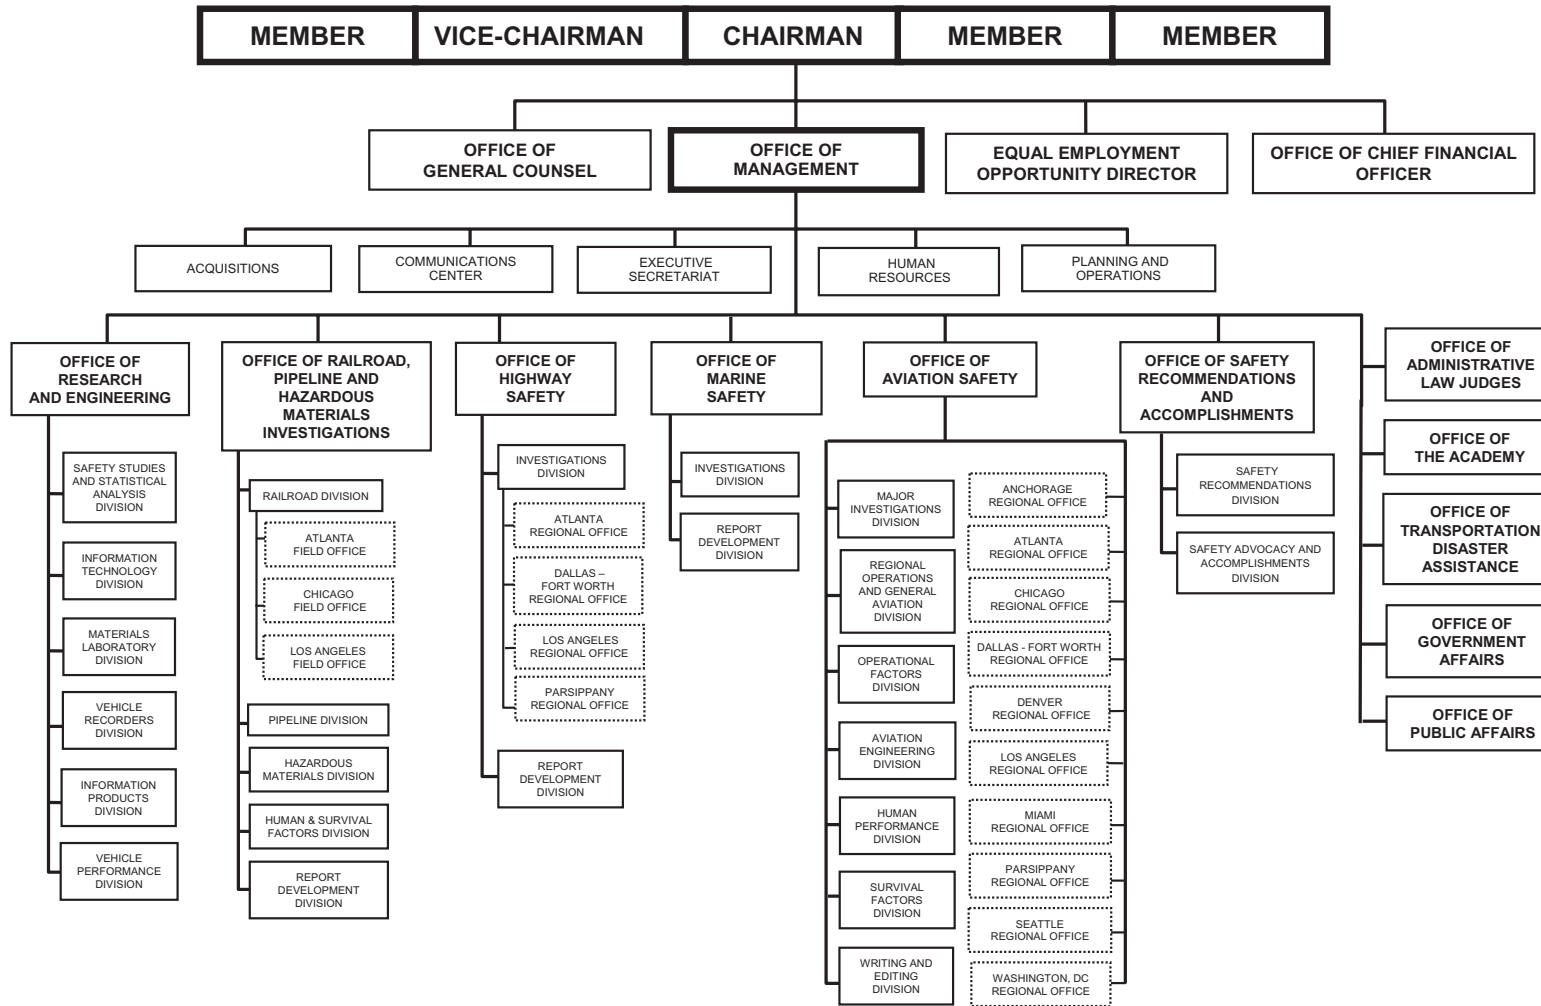 MEMBER
VICE-CHAIRMAN
CHAIRMAN
MEMBER
MEMBER
OFFICE OF
GENERAL COUNSEL
OFFICE OF
MANAGEMENT
EQUAL EMPLOYMENT
OPPORTUNITY DIRECTOR
OFFICE OF CHIEF FINANCIAL
OFFICER
ACQUISITIONS
COMMUNICATIONS
CENTER
EXECUTIVE
SECRETARIAT
HUMAN
RESOURCES
PLANNING AND
OPERATIONS
OFFICE OF
RESEARCH
AND ENGINEERING
SAFETY STUDIES
AND STATISTICAL
ANALYSIS
DIVISION
INFORMATION
TECHNOLOGY
DIVISION
MATERIALS
LABORATORY
DIVISION
VEHICLE
RECORDERS
DIVISION
INFORMATION
PRODUCTS
DIVISION
VEHICLE
PERFORMANCE
DIVISION
OFFICE OF RAILROAD,
PIPELINE AND
HAZARDOUS
MATERIALS
INVESTIGATIONS
RAILROAD DIVISION
ATLANTA
FIELD OFFICE
CHICAGO
FIELD OFFICE
LOS ANGELES
FIELD OFFICE
PIPELINE DIVISION
HAZARDOUS
MATERIALS DIVISION
HUMAN & SURVIVAL
FACTORS DIVISION
REPORT
DEVELOPMENT
DIVISION
OFFICE OF
HIGHWAY
SAFETY
INVESTIGATIONS
DIVISION
ATLANTA
REGIONAL OFFICE
DALLAS –
FORT WORTH
REGIONAL OFFICE
LOS ANGELES
REGIONAL OFFICE
PARSIPPANY
REGIONAL OFFICE
REPORT
DEVELOPMENT
DIVISION
OFFICE OF
MARINE
SAFETY
INVESTIGATIONS
DIVISION
REPORT
DEVELOPMENT
DIVISION
OFFICE OF
AVIATION SAFETY
MAJOR
INVESTIGATIONS
DIVISION
REGIONAL
OPERATIONS
AND GENERAL
AVIATION
DIVISION
OPERATIONAL
FACTORS
DIVISION
AVIATION
ENGINEERING
DIVISION
HUMAN
PERFORMANCE
DIVISION
SURVIVAL
FACTORS
DIVISION
WRITING AND
EDITING
DIVISION
ANCHORAGE
REGIONAL OFFICE
ATLANTA
REGIONAL OFFICE
CHICAGO
REGIONAL OFFICE
DALLAS - FORT WORTH
REGIONAL OFFICE
DENVER
REGIONAL OFFICE
LOS ANGELES
REGIONAL OFFICE
MIAMI
REGIONAL OFFICE
PARSIPPANY
REGIONAL OFFICE
SEATTLE
REGIONAL OFFICE
WASHINGTON, DC
REGIONAL OFFICE
OFFICE OF SAFETY
RECOMMENDATIONS
AND
ACCOMPLISHMENTS
SAFETY
RECOMMENDATIONS
DIVISION
SAFETY ADVOCACY AND
ACCOMPLISHMENTS
DIVISION
OFFICE OF
ADMINISTRATIVE
LAW JUDGES
OFFICE OF
THE ACADEMY
OFFICE OF
TRANSPORTATION
DISASTER
ASSISTANCE
OFFICE OF
GOVERNMENT
AFFAIRS
OFFICE OF
PUBLIC AFFAIRS